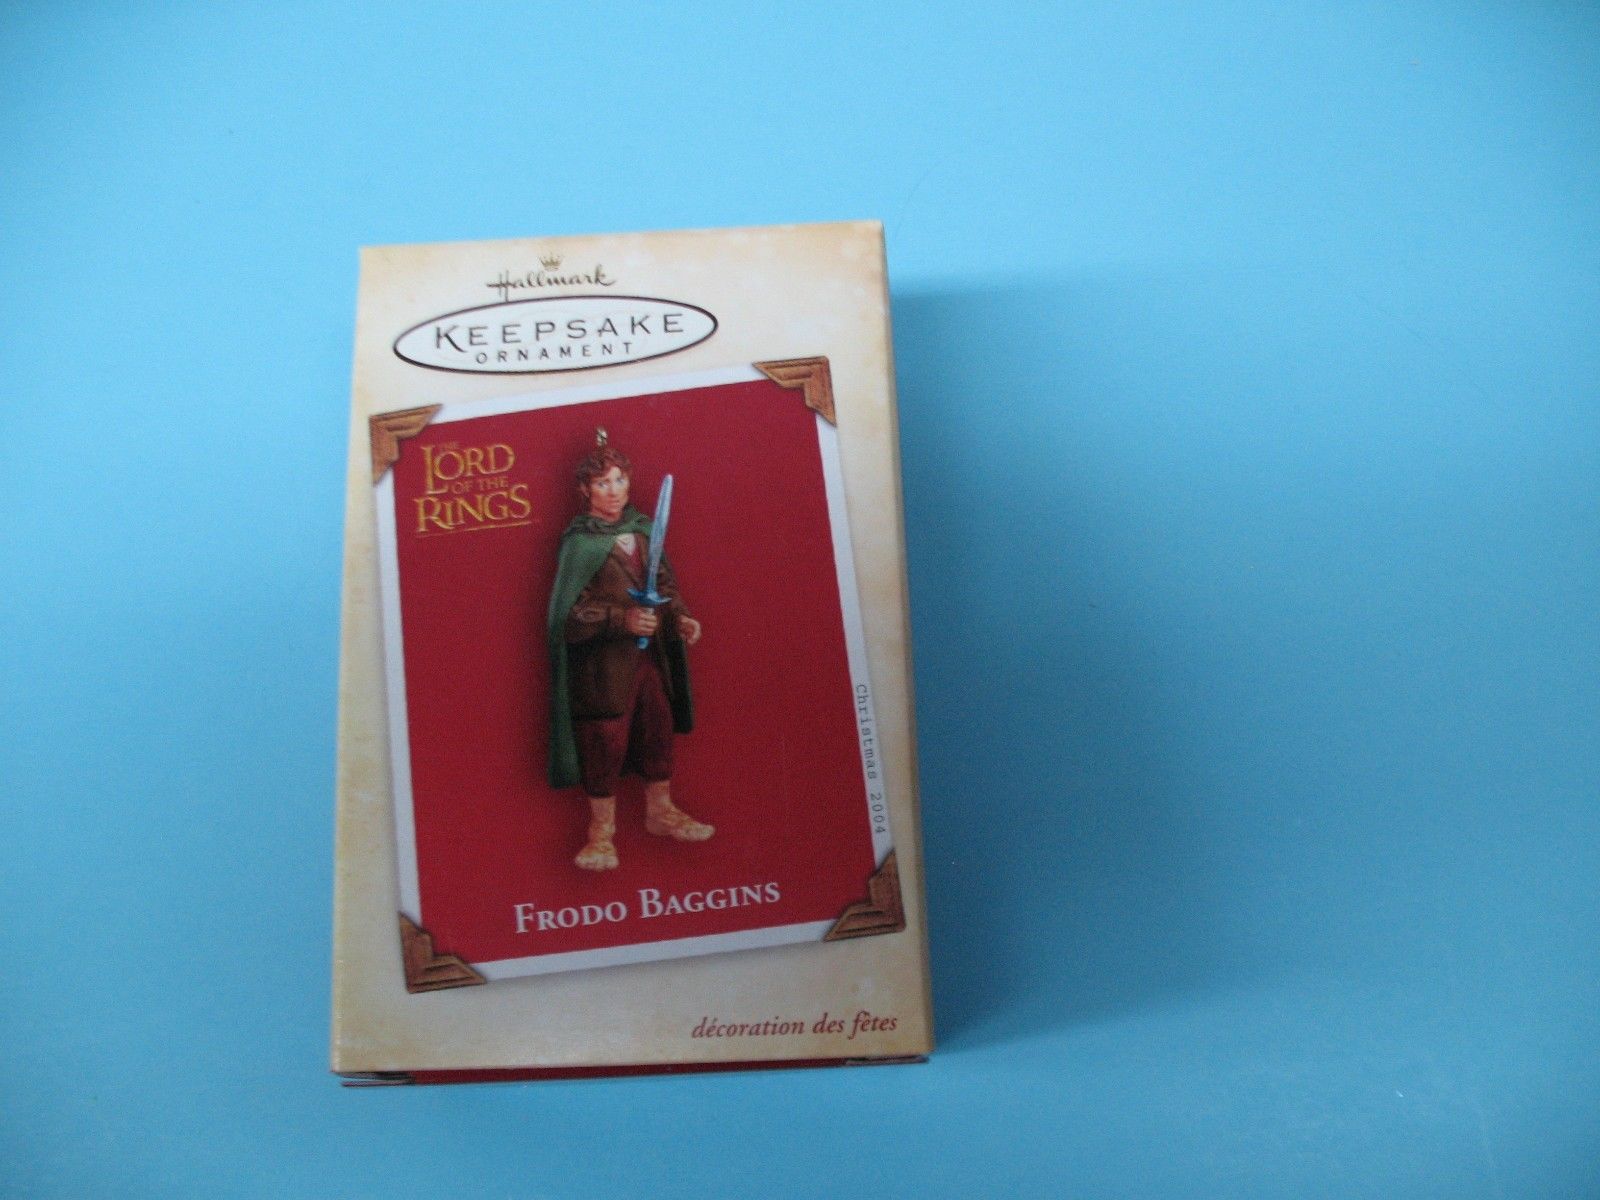 Hallmark
KEEPSAKE
ORNAMENT
THE
LORD
OF THE
RINGS
Christmas 2004
FRODO BAGGINS
décoration des fêtes